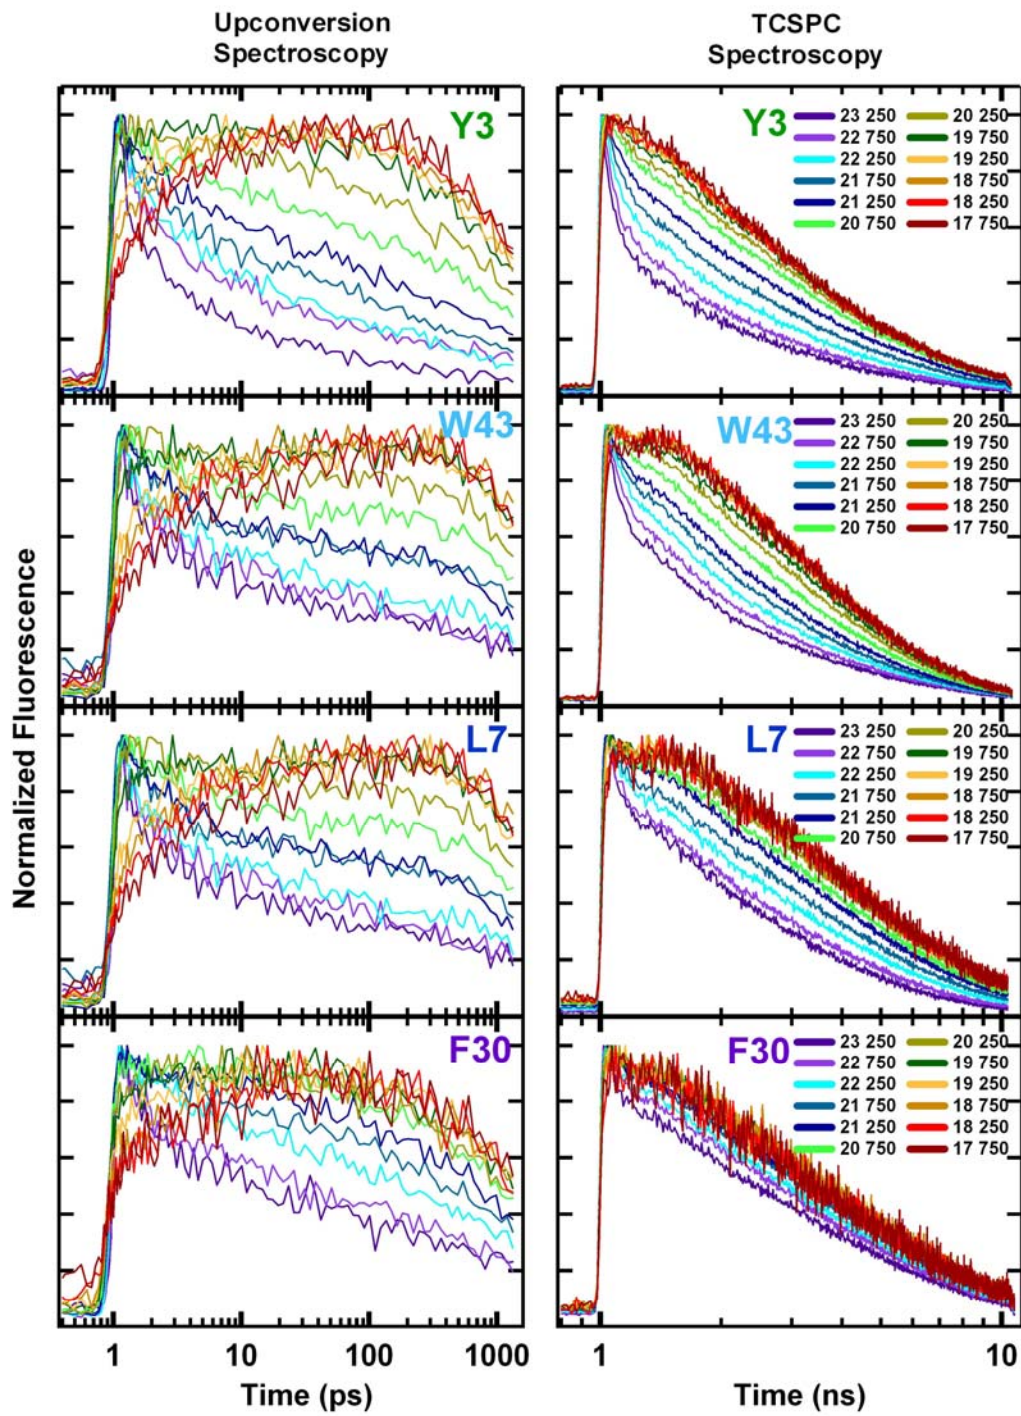 Upconversion
Spectroscopy
TCSPC
Spectroscopy
Normalized Fluorescence
Y3
Y3
23 250 20 250
22 750 19 750
22 250 19 250
21 750 18 750
21 250 18 250
20 750 17 750
W43
W43
23 250 20 250
22 750 19 750
22 250 19 250
21 750 18 750
21 250 18 250
20 750 17 750
L7
L7
23 250 20 250
22 750 19 750
22 250 19 250
21 750 18 750
21 250 18 250
20 750 17 750
F30
F30
23 250 20 250
22 750 19 750
22 250 19 250
21 750 18 750
21 250 18 250
20 750 17 750
1 10 100 1000
Time (ps)
1 10
Time (ns)